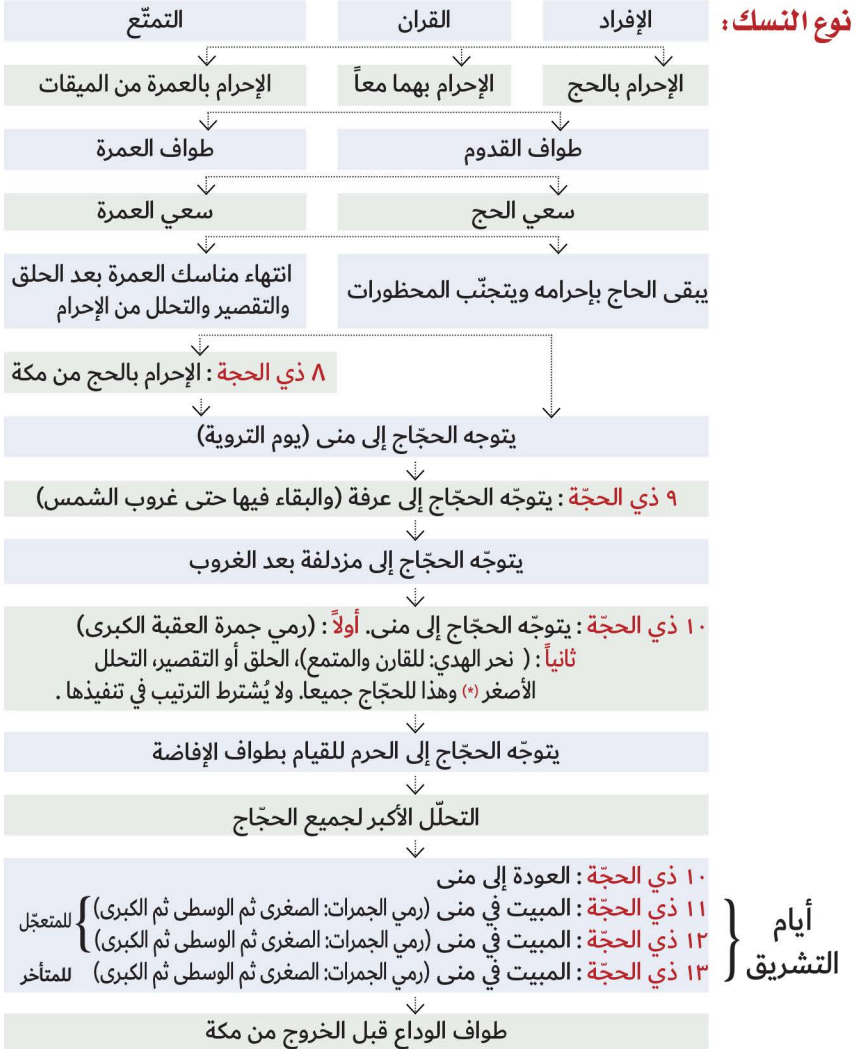 نوع النسك:
الإفراد
القران
التمتّع
الإحرام بالحج
الإحرام بهما معاً
الإحرام بالعمرة من الميقات
طواف القدوم
طواف العمرة
سعي الحج
سعي العمرة
يبقى الحاج بإحرامه ويتجنّب المحظورات
انتهاء مناسك العمرة بعد الحلق
والتقصير والتحلل من الإحرام
٨ ذي الحجة : الإحرام بالحج من مكة
يتوجه الحجّاج إلى منى (يوم التروية)
٩ ذي الحجّة : يتوجّه الحجّاج إلى عرفة (والبقاء فيها حتى غروب الشمس)
يتوجّه الحجّاج إلى مزدلفة بعد الغروب
١٠ ذي الحجّة : يتوجّه الحجّاج إلى منى. أولاً : (رمي جمرة العقبة الكبرى)
ثانياً : ( نحر الهدي: للقارن والمتمع)، الحلق أو التقصير، التحلل
الأصغر (*) وهذا للحجّاج جميعا. ولا يُشترط الترتيب في تنفيذها .
يتوجّه الحجّاج إلى الحرم للقيام بطواف الإفاضة
التحلّل الأكبر لجميع الحجّاج
أيام
التشريق
١٠ ذي الحجّة : العودة إلى منى
١١ ذي الحجّة : المبيت في منى (رمي الجمرات: الصغرى ثم الوسطى ثم الكبرى)
١٢ ذي الحجّة : المبيت في منى (رمي الجمرات: الصغرى ثم الوسطى ثم الكبرى)
للمتعجّل
١٣ ذي الحجّة : المبيت في منى (رمي الجمرات: الصغرى ثم الوسطى ثم الكبرى) للمتأخر
طواف الوداع قبل الخروج من مكة